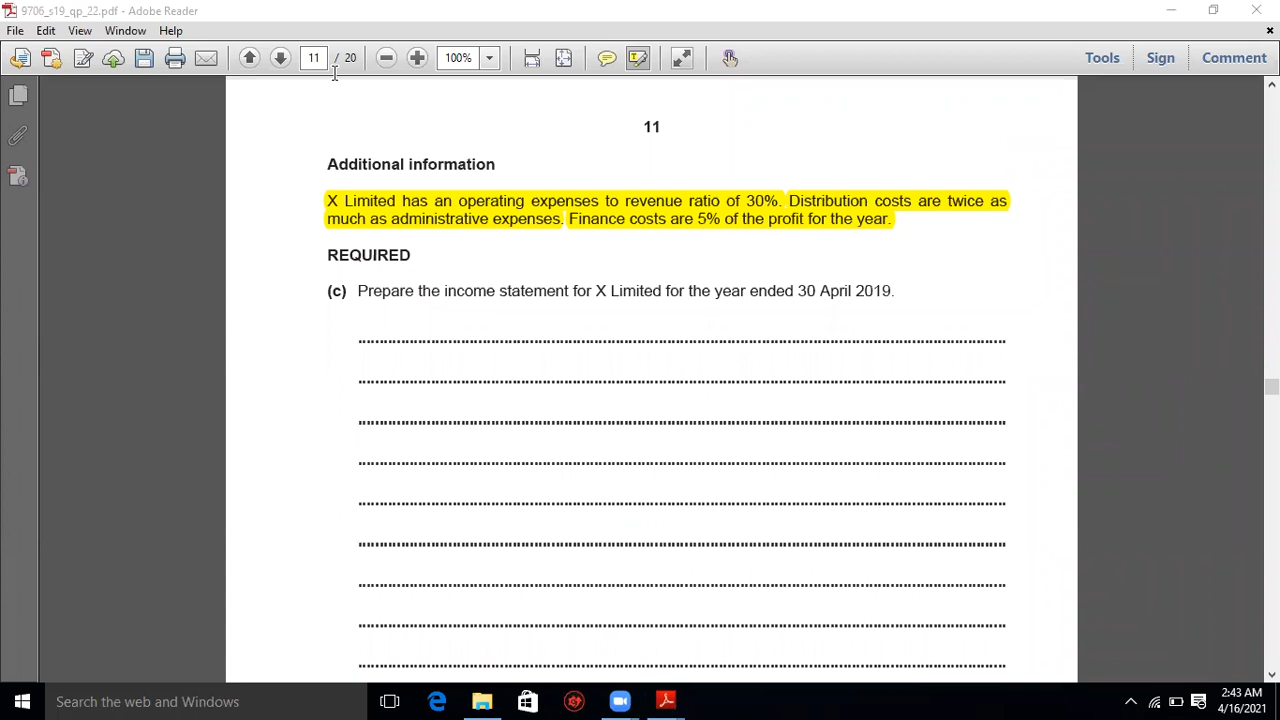 9706_s19_qp_22.pdf - Adobe Reader
File Edit View Window Help
11 / 20 100% Tools Sign Comment
11
Additional information
X Limited has an operating expenses to revenue ratio of 30%. Distribution costs are twice as
much as administrative expenses. Finance costs are 5% of the profit for the year.
REQUIRED
(c) Prepare the income statement for X Limited for the year ended 30 April 2019.
Search the web and Windows
2:43 AM
4/16/2021